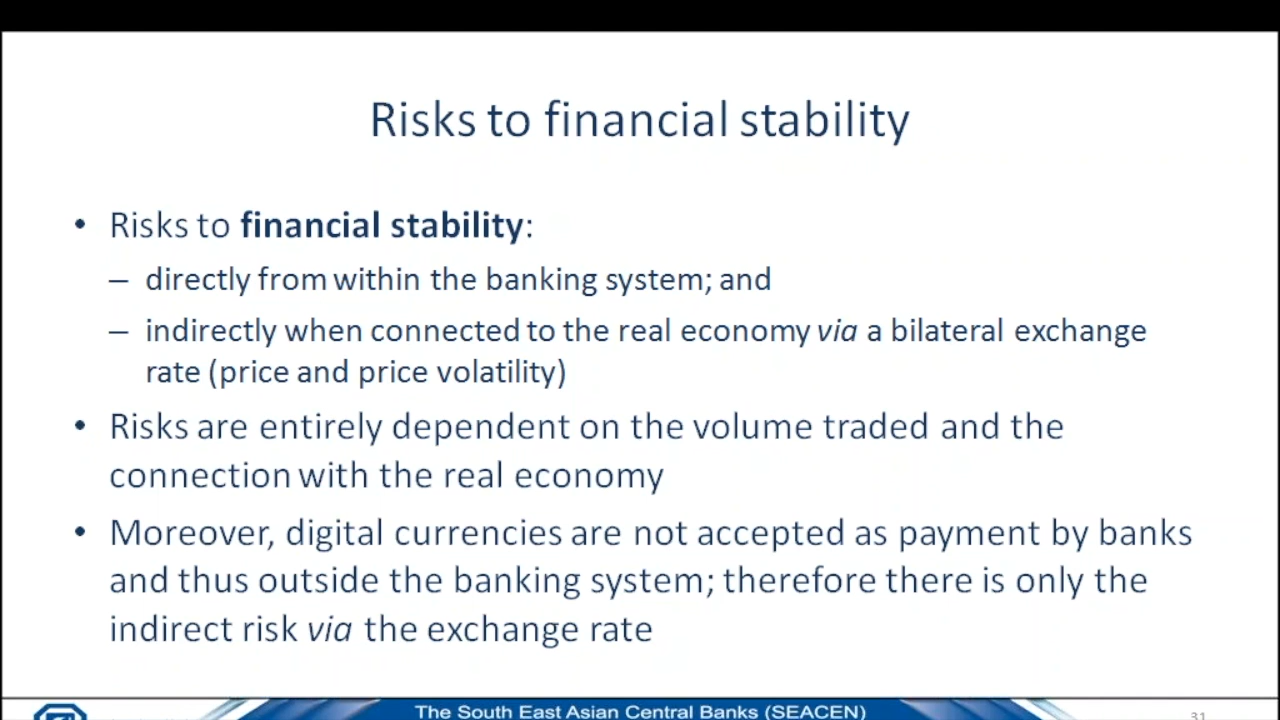 Risks to financial stability
• Risks to financial stability:
– directly from within the banking system; and
– indirectly when connected to the real economy via a bilateral exchange
rate (price and price volatility)
• Risks are entirely dependent on the volume traded and the
connection with the real economy
• Moreover, digital currencies are not accepted as payment by banks
and thus outside the banking system; therefore there is only the
indirect risk via the exchange rate
The South East Asian Central Banks (SEACEN)
31